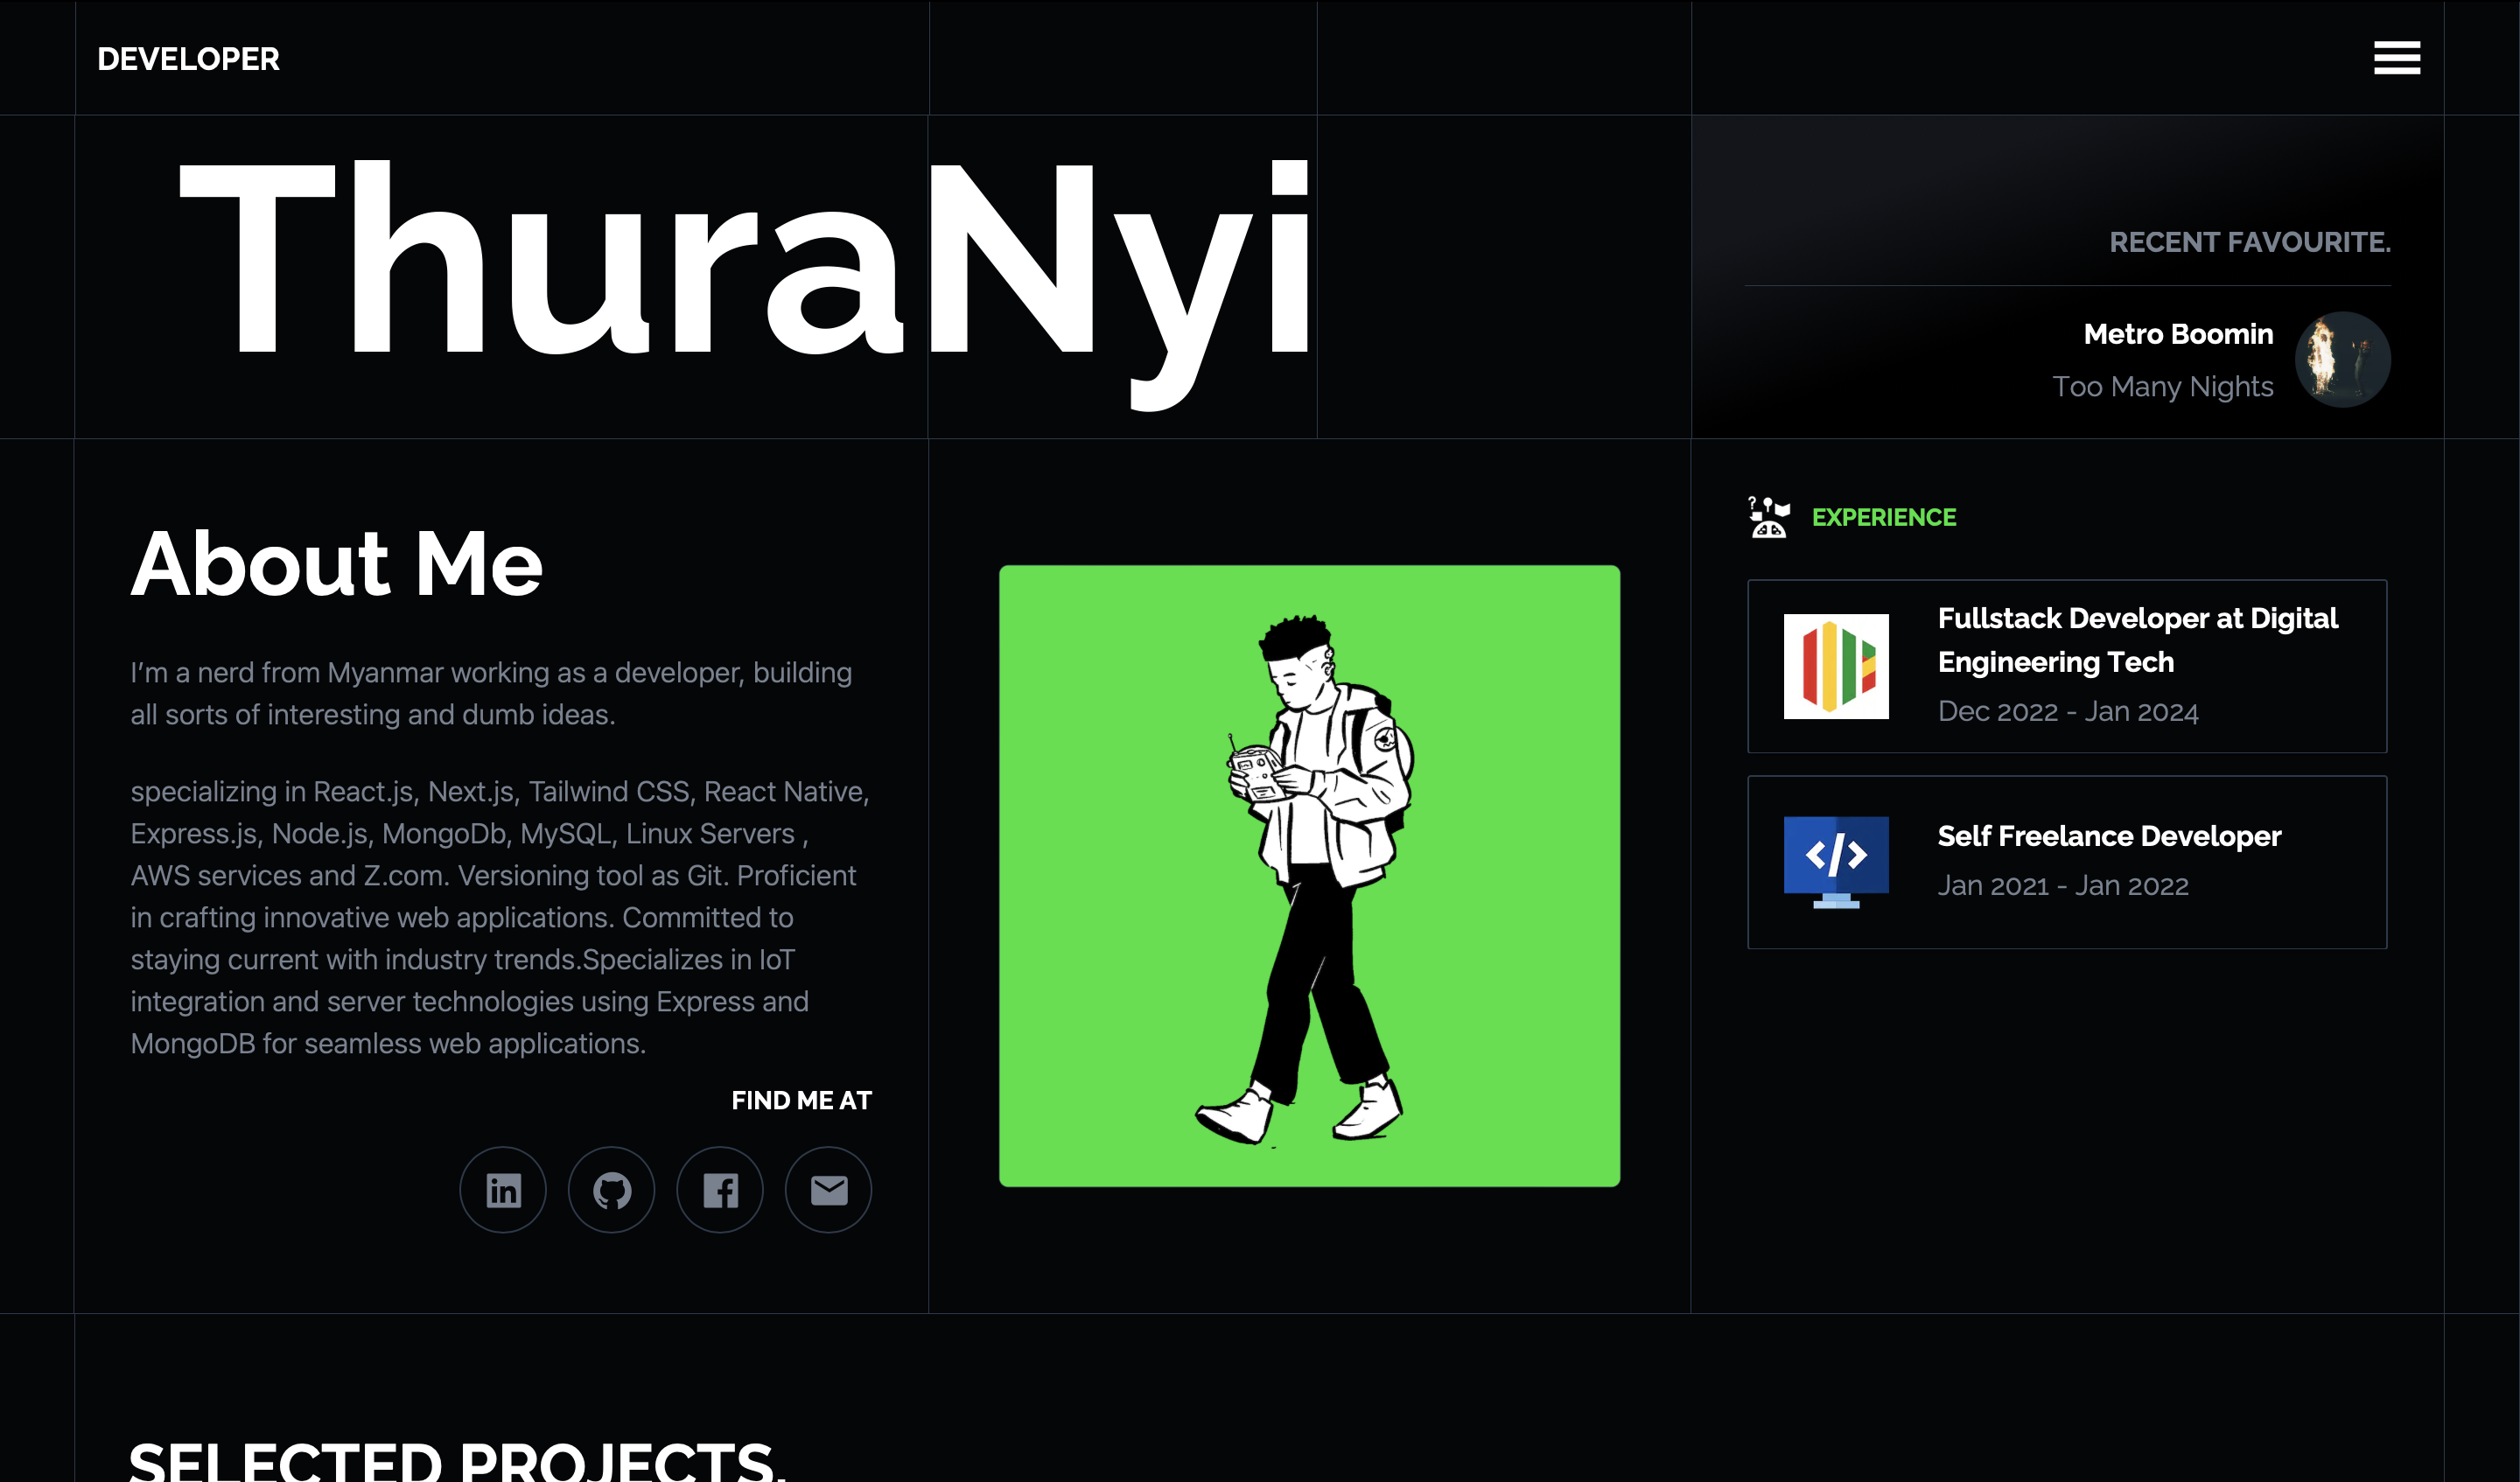 DEVELOPER
ThuraNyi
RECENT FAVOURITE.
Metro Boomin
Too Many Nights
About Me
I’m a nerd from Myanmar working as a developer, building
all sorts of interesting and dumb ideas.
specializing in React.js, Next.js, Tailwind CSS, React Native,
Express.js, Node.js, MongoDb, MySQL, Linux Servers ,
AWS services and Z.com. Versioning tool as Git. Proficient
in crafting innovative web applications. Committed to
staying current with industry trends.Specializes in IoT
integration and server technologies using Express and
MongoDB for seamless web applications.
FIND ME AT
EXPERIENCE
Fullstack Developer at Digital
Engineering Tech
Dec 2022 - Jan 2024
Self Freelance Developer
Jan 2021 - Jan 2022
SELECTED PROJECTS.